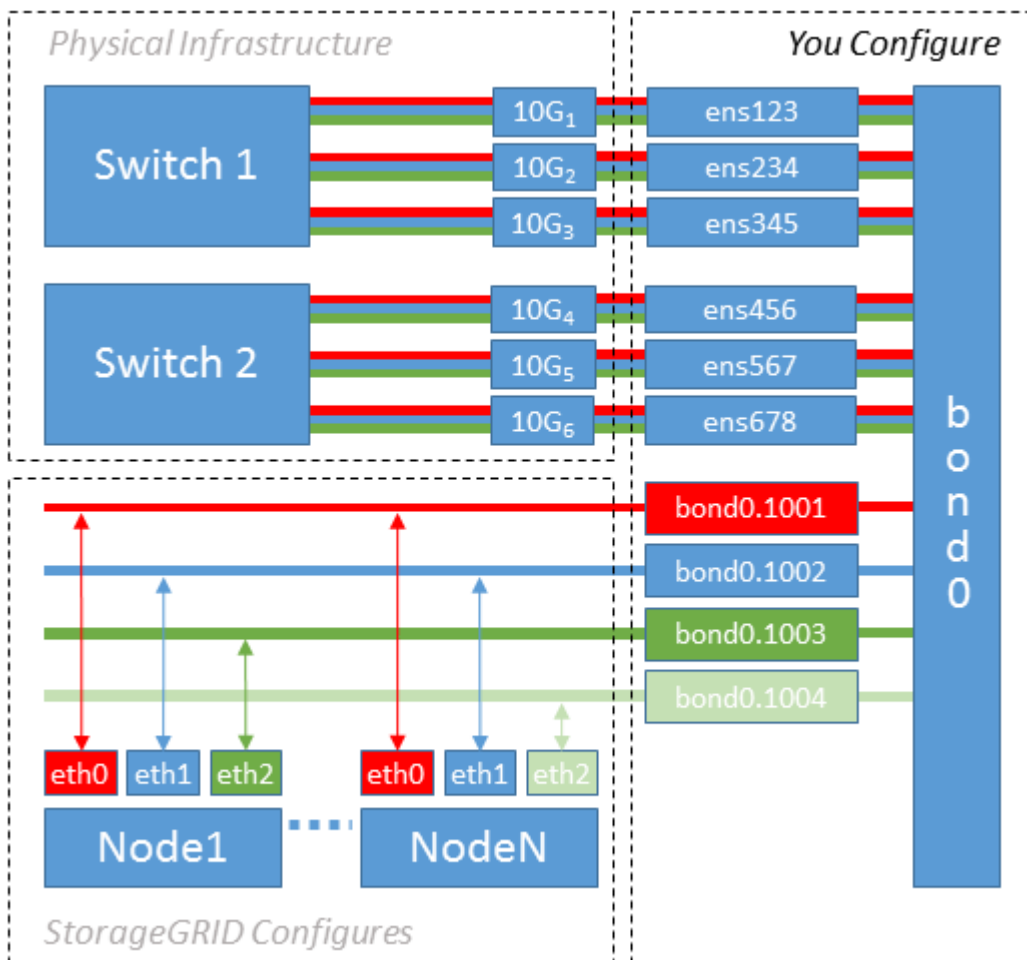 Physical Infrastructure
You Configure
Switch 1
10G₁
ens123
10G₂
ens234
10G₃
ens345
Switch 2
10G₄
ens456
10G₅
ens567
10G₆
ens678
bond0
bond0.1001
bond0.1002
bond0.1003
bond0.1004
eth0
eth1
eth2
eth0
eth1
eth2
Node1
NodeN
StorageGRID Configures